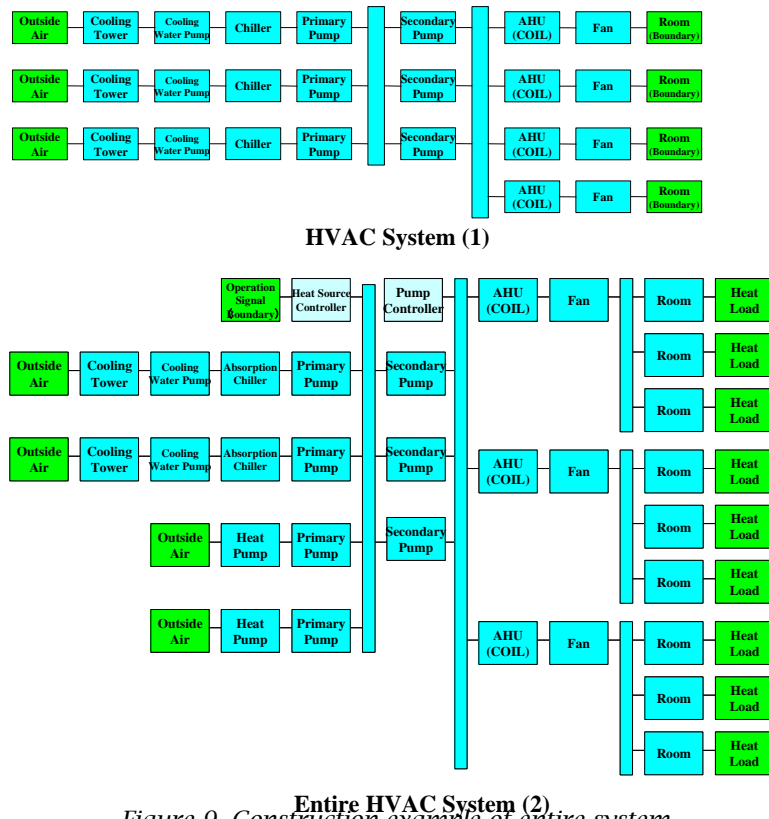 Outside Air Cooling Tower Cooling Water Pump Chiller Primary Pump Secondary Pump AHU (COIL) Fan Room (Boundary)
Outside Air Cooling Tower Cooling Water Pump Chiller Primary Pump Secondary Pump AHU (COIL) Fan Room (Boundary)
Outside Air Cooling Tower Cooling Water Pump Chiller Primary Pump Secondary Pump AHU (COIL) Fan Room (Boundary)
AHU (COIL) Fan Room (Boundary)
HVAC System (1)
Operation Signal (Boundary) Heat Source Controller Pump Controller AHU (COIL) Fan Room Heat Load
Outside Air Cooling Tower Cooling Water Pump Absorption Chiller Primary Pump Secondary Pump Room Heat Load
Room Heat Load
Outside Air Cooling Tower Cooling Water Pump Absorption Chiller Primary Pump Secondary Pump AHU (COIL) Fan Room Heat Load
Outside Air Heat Pump Primary Pump Secondary Pump Room Heat Load
Room Heat Load
Outside Air Heat Pump Primary Pump AHU (COIL) Fan Room Heat Load
Room Heat Load
Room Heat Load
Entire HVAC System (2)
Figure 9. Construction example of entire system